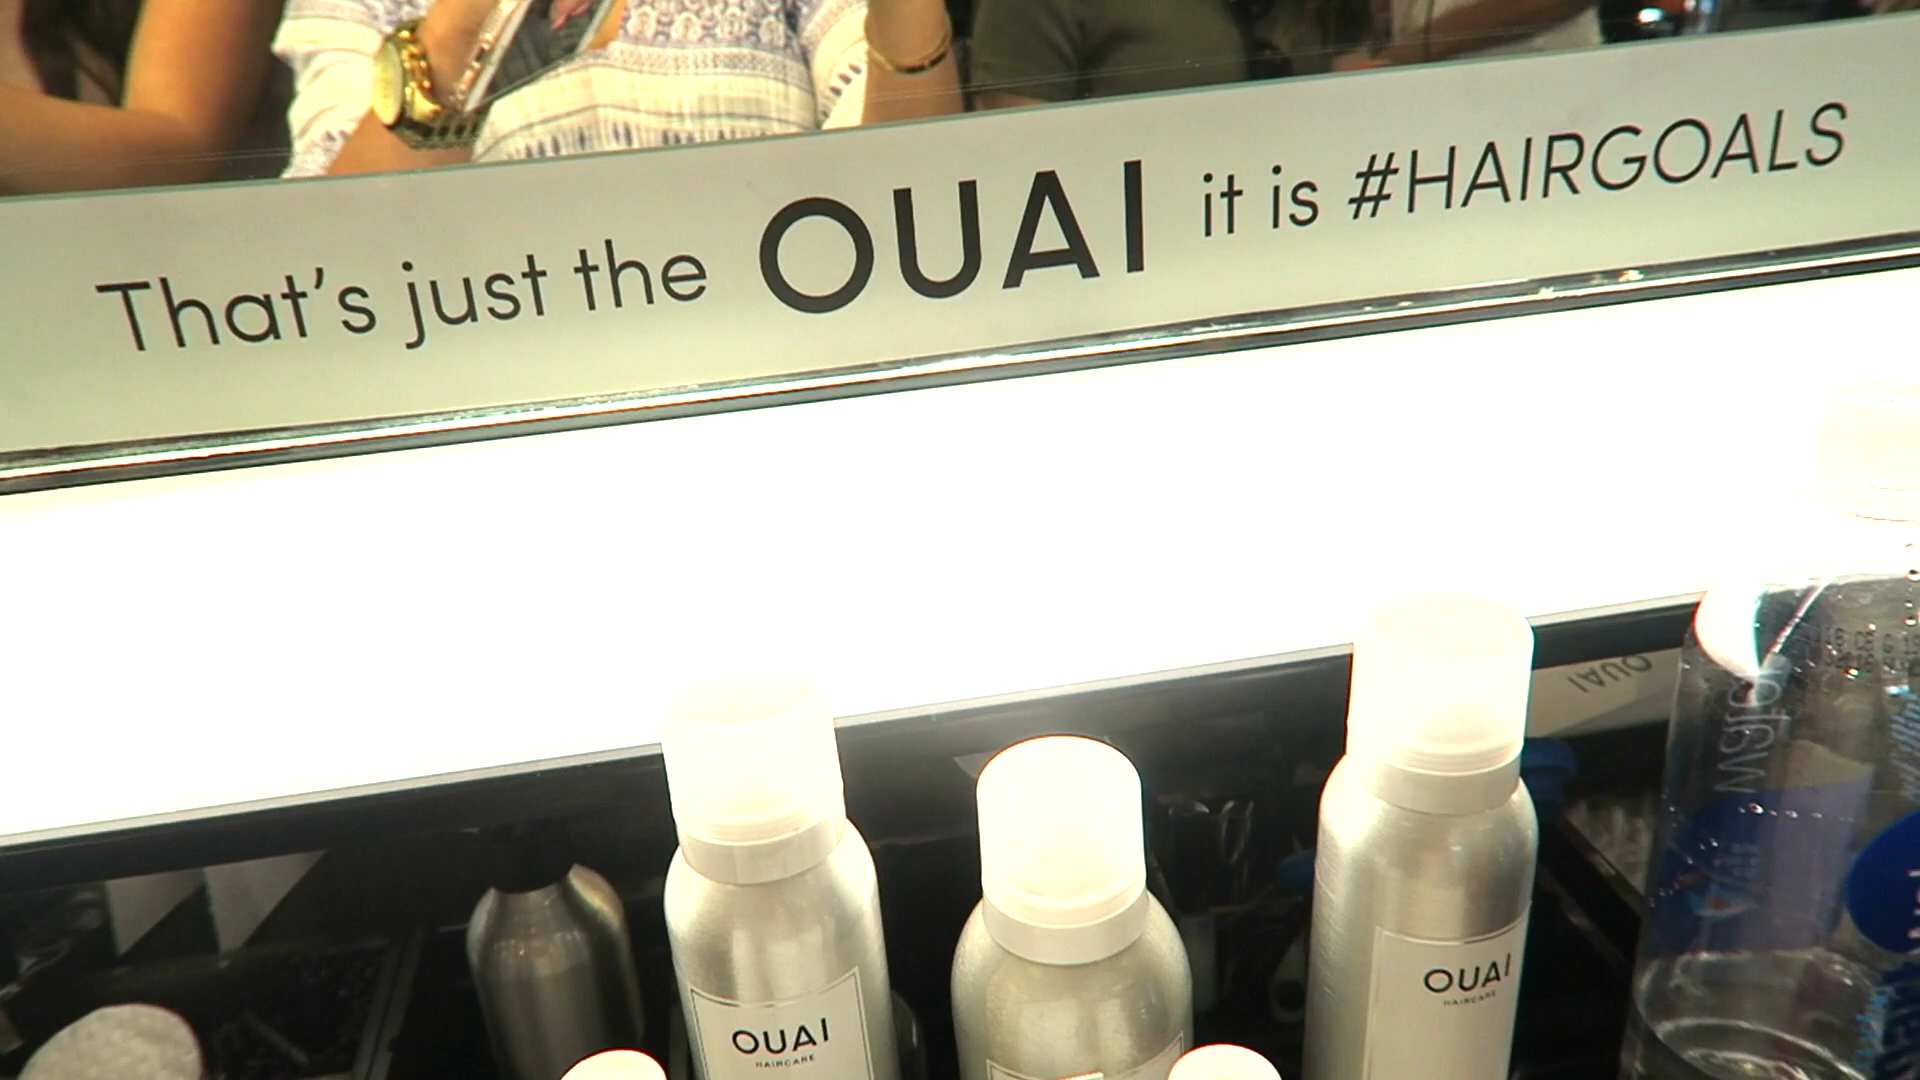 That's just the OUAI it is #HAIRGOALS
OUAI
OUAI
HAIRCARE
OUAI
HAIRCARE